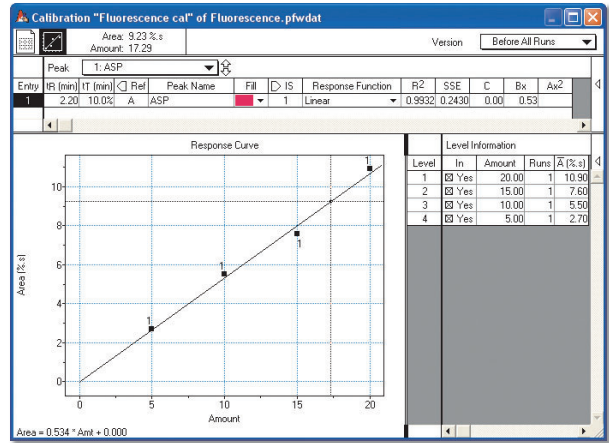 Calibration "Fluorescence cal" of Fluorescence.pfwdat
Area: 9.23 %.s
Amount: 17.29
Version Before All Runs
Peak 1: ASP
Entry tR (min) tT (min) Ref Peak Name Fill IS Response Function R2 SSE C Bx Ax2
1 2.20 10.0% A ASP 1 Linear 0.9932 0.2430 0.00 0.53
Response Curve
10
8
6
4
2
0
Area (%.s)
1
1
1
1
0 5 10 15 20
Amount
Area = 0.534 * Amt + 0.000
Level Information
Level In Amount Runs A (%.s)
1 Yes 20.00 1 10.90
2 Yes 15.00 1 7.60
3 Yes 10.00 1 5.50
4 Yes 5.00 1 2.70